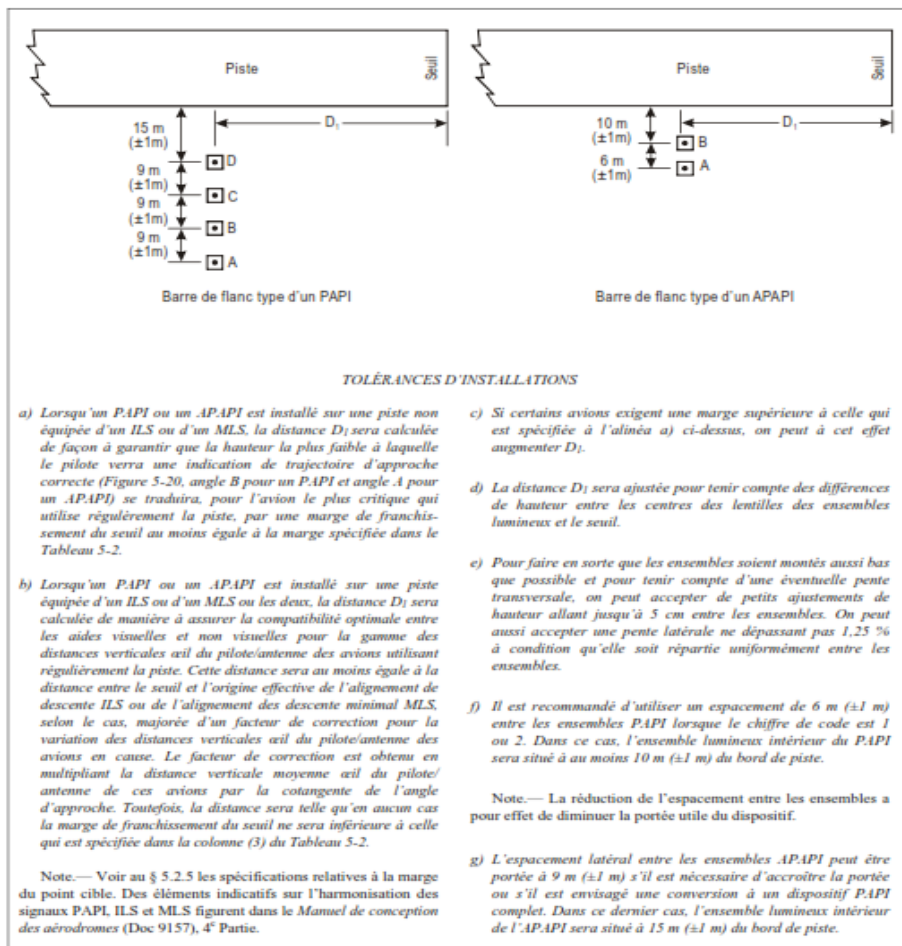 Piste
Seuil
D₁
15 m
(±1m)
D
9 m
(±1m)
C
9 m
(±1m)
B
9 m
(±1m)
A
Barre de flanc type d'un PAPI
Piste
Seuil
D₁
10 m
(±1m)
B
6 m
(±1m)
A
Barre de flanc type d'un APAPI
TOLÉRANCES D'INSTALLATIONS
a) Lorsqu'un PAPI ou un APAPI est installé sur une piste non
équipée d'un ILS ou d'un MLS, la distance D₁ sera calculée
de façon à garantir que la hauteur la plus faible à laquelle
le pilote verra une indication de trajectoire d'approche
correcte (Figure 5-20, angle B pour un PAPI et angle A pour
un APAPI) se traduira, pour l'avion le plus critique qui
utilise régulièrement la piste, par une marge de franchis-
sement du seuil au moins égale à la marge spécifiée dans le
Tableau 5-2.
b) Lorsqu'un PAPI ou un APAPI est installé sur une piste
équipée d'un ILS ou d'un MLS ou les deux, la distance D₁ sera
calculée de manière à assurer la compatibilité optimale entre
les aides visuelles et non visuelles pour la gamme des
distances verticales œil du pilote/antenne des avions utilisant
régulièrement la piste. Cette distance sera au moins égale à la
distance entre le seuil et l'origine effective de l'alignement de
descente ILS ou de l'alignement des descente minimal MLS,
selon le cas, majorée d'un facteur de correction pour la
variation des distances verticales œil du pilote/antenne des
avions en cause. Le facteur de correction est obtenu en
multipliant la distance verticale moyenne œil du pilote/
antenne de ces avions par la cotangente de l'angle
d'approche. Toutefois, la distance sera telle qu'en aucun cas
la marge de franchissement du seuil ne sera inférieure à celle
qui est spécifiée dans la colonne (3) du Tableau 5-2.
Note.— Voir au § 5.2.5 les spécifications relatives à la marge
du point cible. Des éléments indicatifs sur l'harmonisation des
signaux PAPI, ILS et MLS figurent dans le Manuel de conception
des aérodromes (Doc 9157), 4ᵉ Partie.
c) Si certains avions exigent une marge supérieure à celle qui
est spécifiée à l'alinéa a) ci-dessus, on peut à cet effet
augmenter D₁.
d) La distance D₁ sera ajustée pour tenir compte des différences
de hauteur entre les centres des lentilles des ensembles
lumineux et le seuil.
e) Pour faire en sorte que les ensembles soient montés aussi bas
que possible et pour tenir compte d'une éventuelle pente
transversale, on peut accepter de petits ajustements de
hauteur allant jusqu'à 5 cm entre les ensembles. On peut
aussi accepter une pente latérale ne dépassant pas 1,25 %
à condition qu'elle soit répartie uniformément entre les
ensembles.
f) Il est recommandé d'utiliser un espacement de 6 m (±1 m)
entre les ensembles PAPI lorsque le chiffre de code est 1
ou 2. Dans ce cas, l'ensemble lumineux intérieur du PAPI
sera situé à au moins 10 m (±1 m) du bord de piste.
Note.— La réduction de l'espacement entre les ensembles a
pour effet de diminuer la portée utile du dispositif.
g) L'espacement latéral entre les ensembles APAPI peut être
portée à 9 m (±1 m) s'il est nécessaire d'accroître la portée
ou s'il est envisagé une conversion à un dispositif PAPI
complet. Dans ce dernier cas, l'ensemble lumineux intérieur
de l'APAPI sera situé à 15 m (±1 m) du bord de piste.